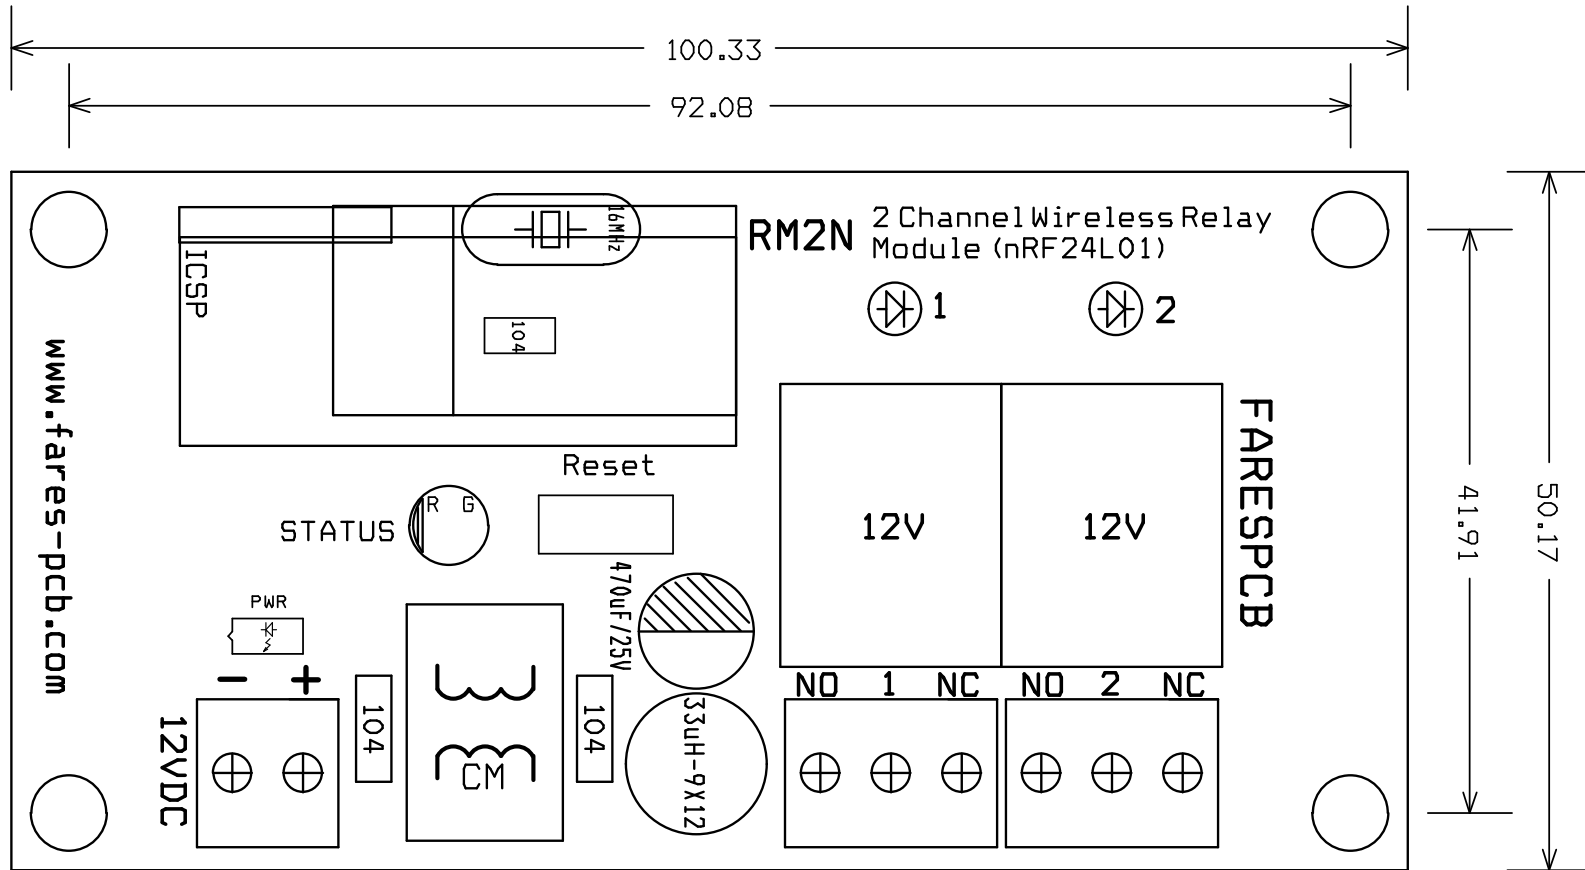 100.33
92.08
16MHz
RM2N
2 Channel Wireless Relay
Module (nRF24L01)
ICSP
1
2
104
www.fares-pcb.com
Reset
R G
STATUS
12V
12V
FARESPCB
41.91
50.17
470uF/25V
PWR
- +
NO 1 NC
NO 2 NC
12VDC
104
CM
104
33uH-9X12